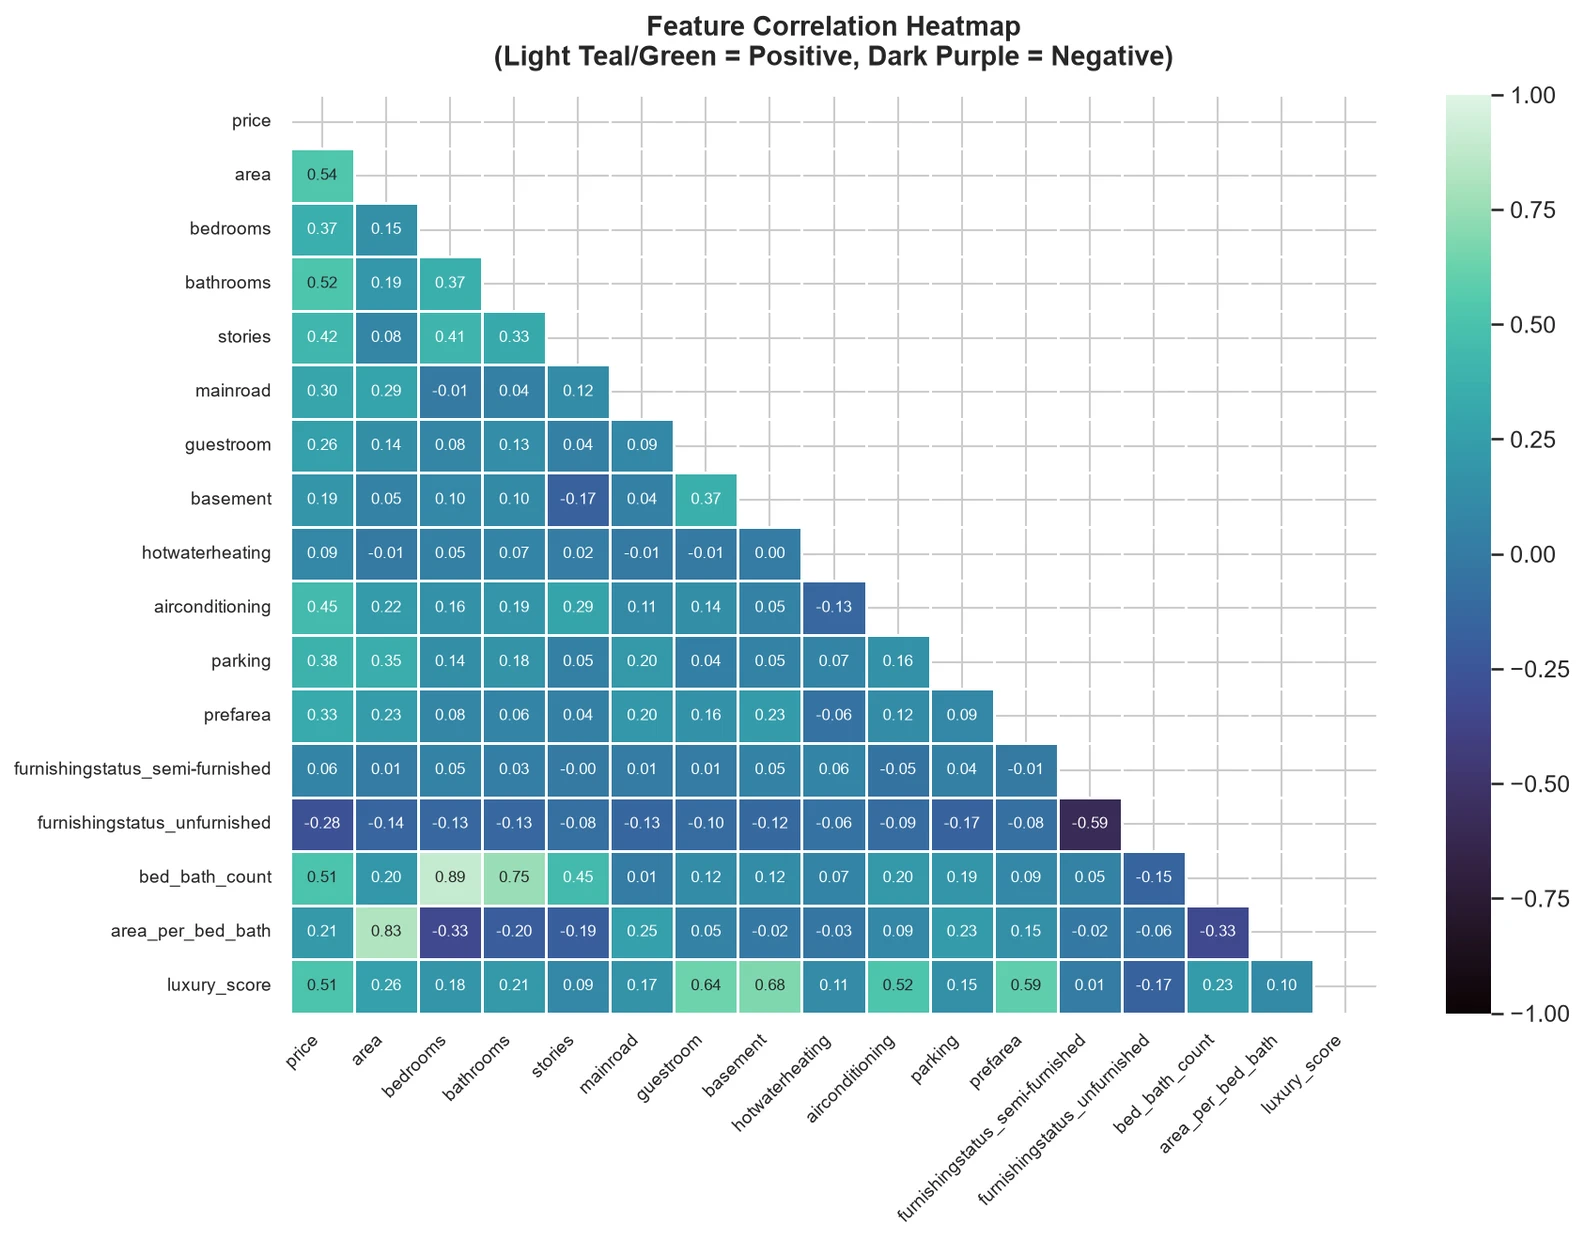 Feature Correlation Heatmap
(Light Teal/Green = Positive, Dark Purple = Negative)
price
area 0.54
bedrooms 0.37 0.15
bathrooms 0.52 0.19 0.37
stories 0.42 0.08 0.41 0.33
mainroad 0.30 0.29 -0.01 0.04 0.12
guestroom 0.26 0.14 0.08 0.13 0.04 0.09
basement 0.19 0.05 0.10 0.10 -0.17 0.04 0.37
hotwaterheating 0.09 -0.01 0.05 0.07 0.02 -0.01 -0.01 0.00
airconditioning 0.45 0.22 0.16 0.19 0.29 0.11 0.14 0.05 -0.13
parking 0.38 0.35 0.14 0.18 0.05 0.20 0.04 0.05 0.07 0.16
prefarea 0.33 0.23 0.08 0.06 0.04 0.20 0.16 0.23 -0.06 0.12 0.09
furnishingstatus_semi-furnished 0.06 0.01 0.05 0.03 -0.00 0.01 0.01 0.05 0.06 -0.05 0.04 -0.01
furnishingstatus_unfurnished -0.28 -0.14 -0.13 -0.13 -0.08 -0.13 -0.10 -0.12 -0.06 -0.09 -0.17 -0.08 -0.59
bed_bath_count 0.51 0.20 0.89 0.75 0.45 0.01 0.12 0.12 0.07 0.20 0.19 0.09 0.05 -0.15
area_per_bed_bath 0.21 0.83 -0.33 -0.20 -0.19 0.25 0.05 -0.02 -0.03 0.09 0.23 0.15 -0.02 -0.06 -0.33
luxury_score 0.51 0.26 0.18 0.21 0.09 0.17 0.64 0.68 0.11 0.52 0.15 0.59 0.01 -0.17 0.23 0.10
price
area
bedrooms
bathrooms
stories
mainroad
guestroom
basement
hotwaterheating
airconditioning
parking
prefarea
furnishingstatus_semi-furnished
furnishingstatus_unfurnished
bed_bath_count
area_per_bed_bath
luxury_score
1.00
0.75
0.50
0.25
0.00
−0.25
−0.50
−0.75
−1.00